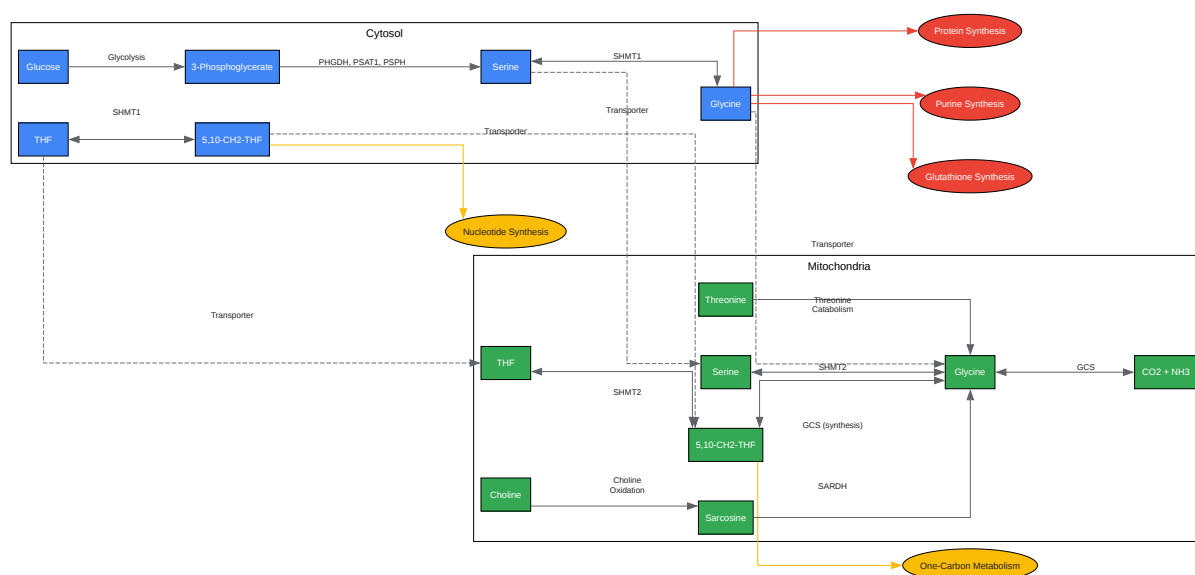 Cytosol
Protein Synthesis
Glucose
Glycolysis
3-Phosphoglycerate
PHGDH, PSAT1, PSPH
Serine
SHMT1
Glycine
Purine Synthesis
SHMT1
Transporter
THF
5,10-CH2-THF
Transporter
Glutathione Synthesis
Nucleotide Synthesis
Transporter
Mitochondria
Threonine
Threonine
Catabolism
Transporter
THF
Serine
SHMT2
Glycine
GCS
CO2 + NH3
SHMT2
GCS (synthesis)
5,10-CH2-THF
Choline
Choline
Oxidation
SARDH
Sarcosine
One-Carbon Metabolism